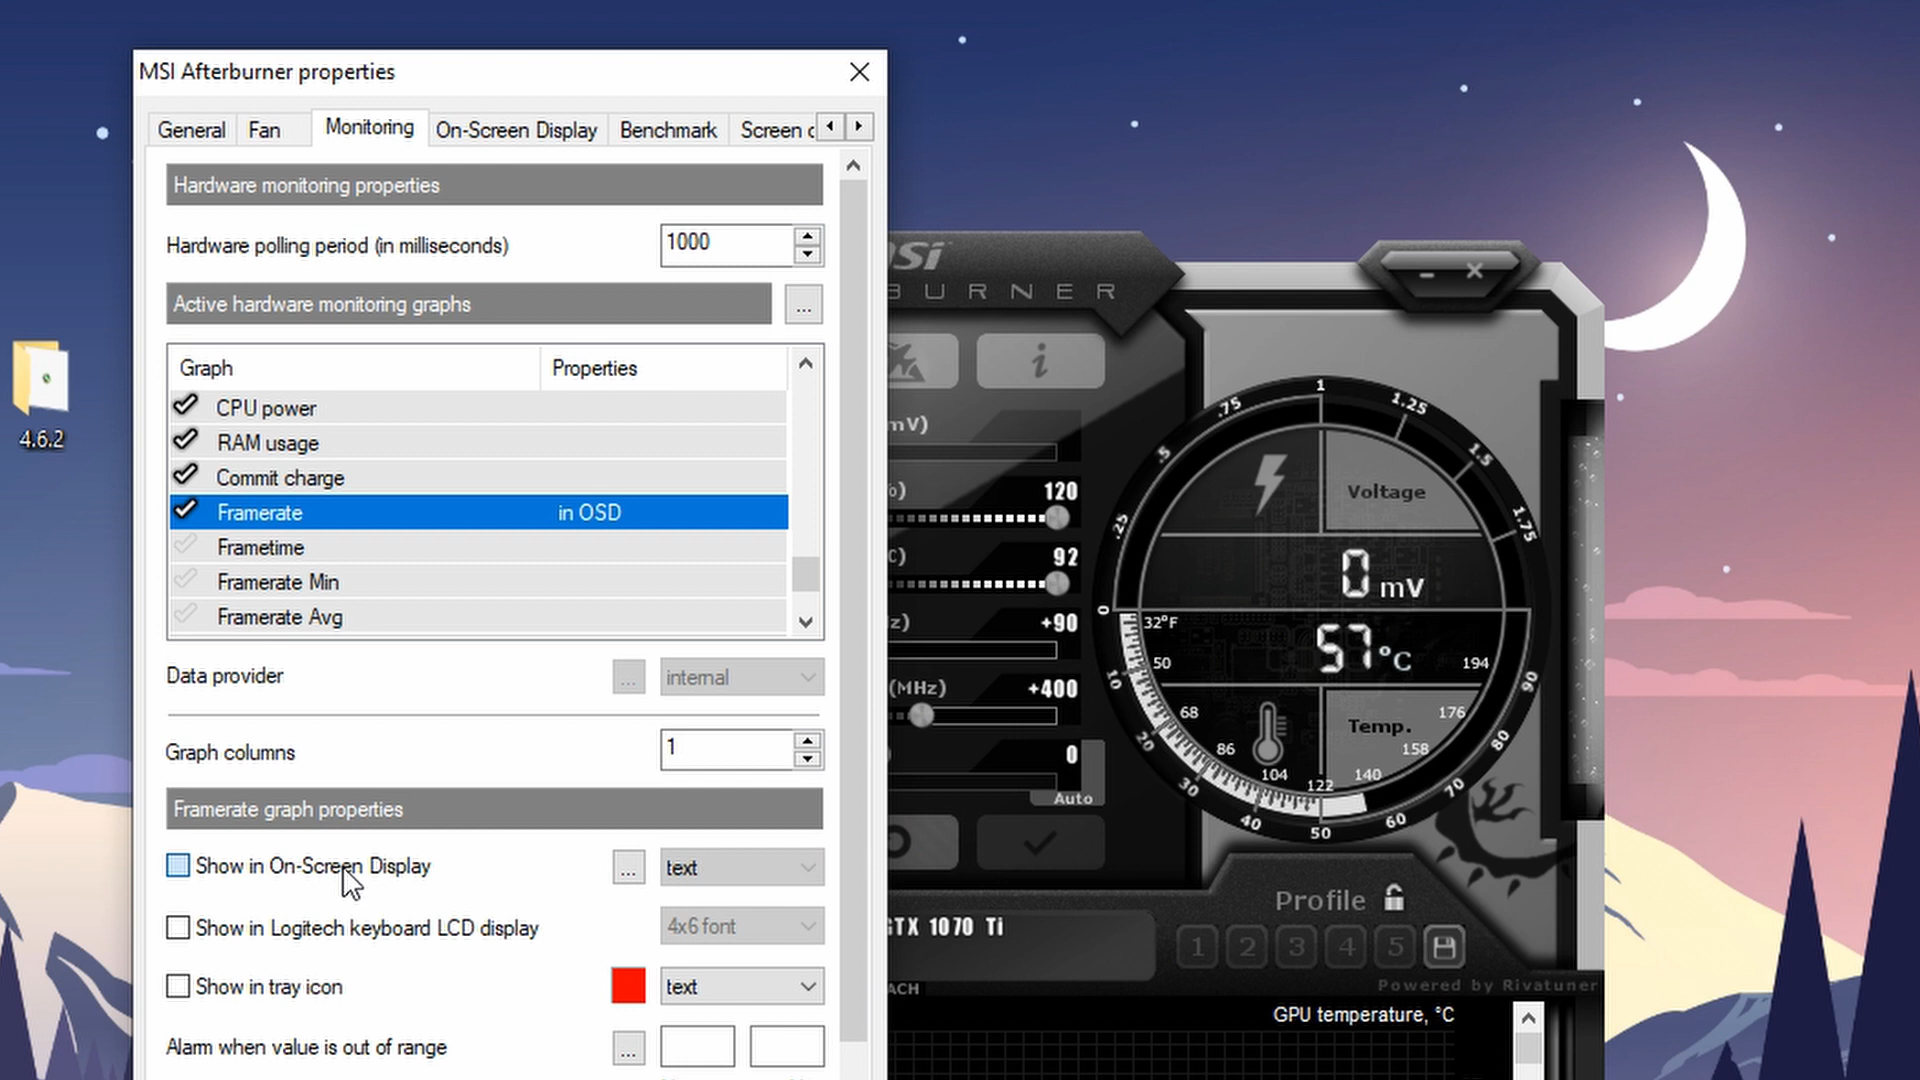 MSI Afterburner properties
General Fan Monitoring On-Screen Display Benchmark Screen c
Hardware monitoring properties
Hardware polling period (in milliseconds) 1000
Active hardware monitoring graphs ...
Graph Properties
CPU power
RAM usage
Commit charge
Framerate in OSD
Frametime
Framerate Min
Framerate Avg
Data provider ... internal
Graph columns 1
Framerate graph properties
Show in On-Screen Display ... text
Show in Logitech keyboard LCD display 4x6 font
Show in tray icon text
Alarm when value is out of range ...
4.6.2
msi
BURNER
i
mV)
120
C) 92
z) +90
(MHz) +400
0
Auto
GTX 1070 Ti
ACH
0 .25 .5 .75 1 1.25 1.5 1.75
Voltage
0 mV
57 °C
32°F 50 68 86 104 122 140 158 176 194
Temp.
10 20 30 40 50 60 70 80 90
Profile
1 2 3 4 5
Powered by Rivatuner
GPU temperature, °C